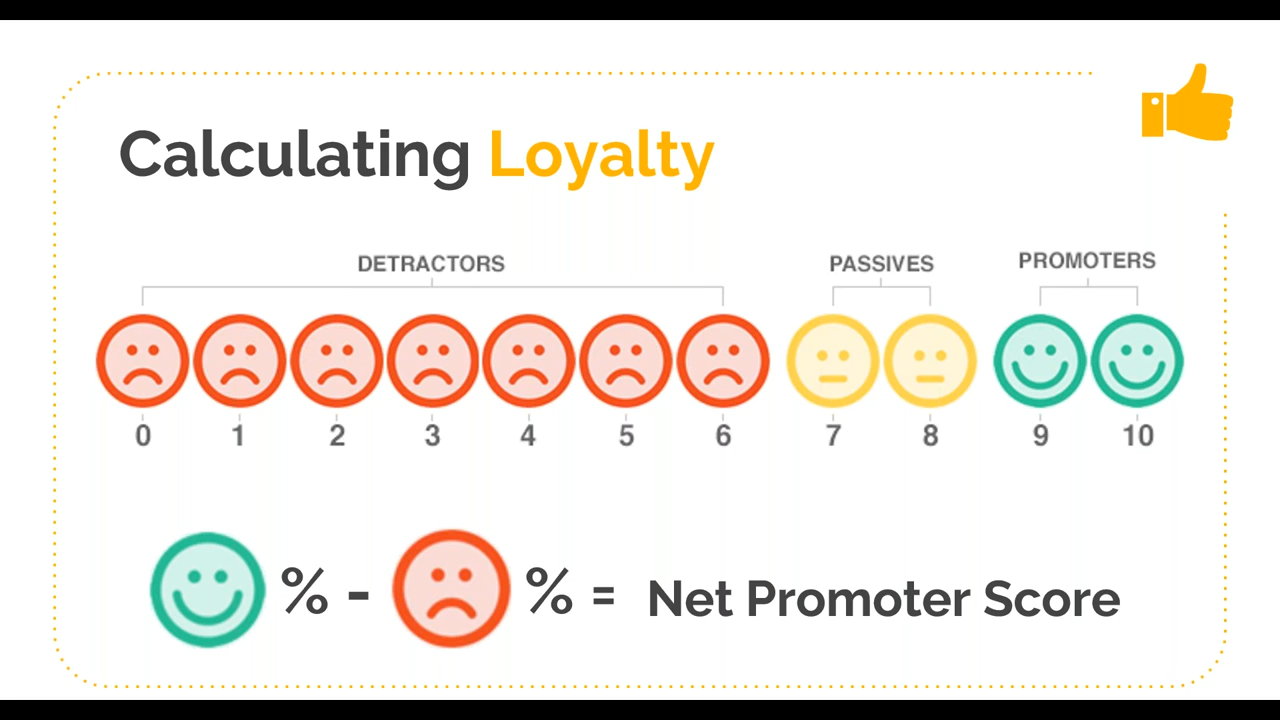 Calculating Loyalty
DETRACTORS PASSIVES PROMOTERS
0 1 2 3 4 5 6 7 8 9 10
% - % = Net Promoter Score